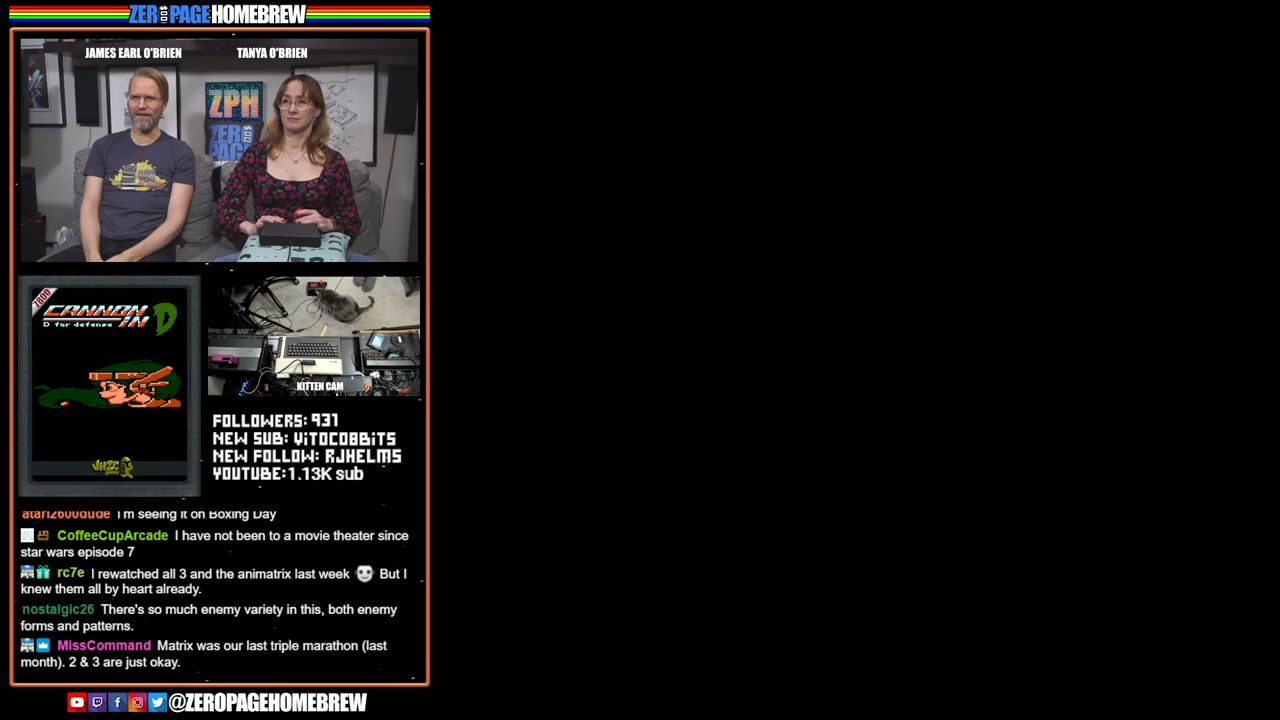 ZEROPAGEHOMEBREW
JAMES EARL O'BRIEN
TANYA O'BRIEN
ZPH
ZERO
PAGE
7800
CANNON
IN D
D for defense
KITTEN CAM
FOLLOWERS: 931
NEW SUB: VITOCO8BITS
NEW FOLLOW: RJHELMS
YOUTUBE:1.13K sub
atari2600dude I'm seeing it on Boxing Day
CoffeeCupArcade I have not been to a movie theater since
star wars episode 7
rc7e I rewatched all 3 and the animatrix last week But I
knew them all by heart already.
nostalgic26 There's so much enemy variety in this, both enemy
forms and patterns.
MissCommand Matrix was our last triple marathon (last
month). 2 & 3 are just okay.
@ZEROPAGEHOMEBREW